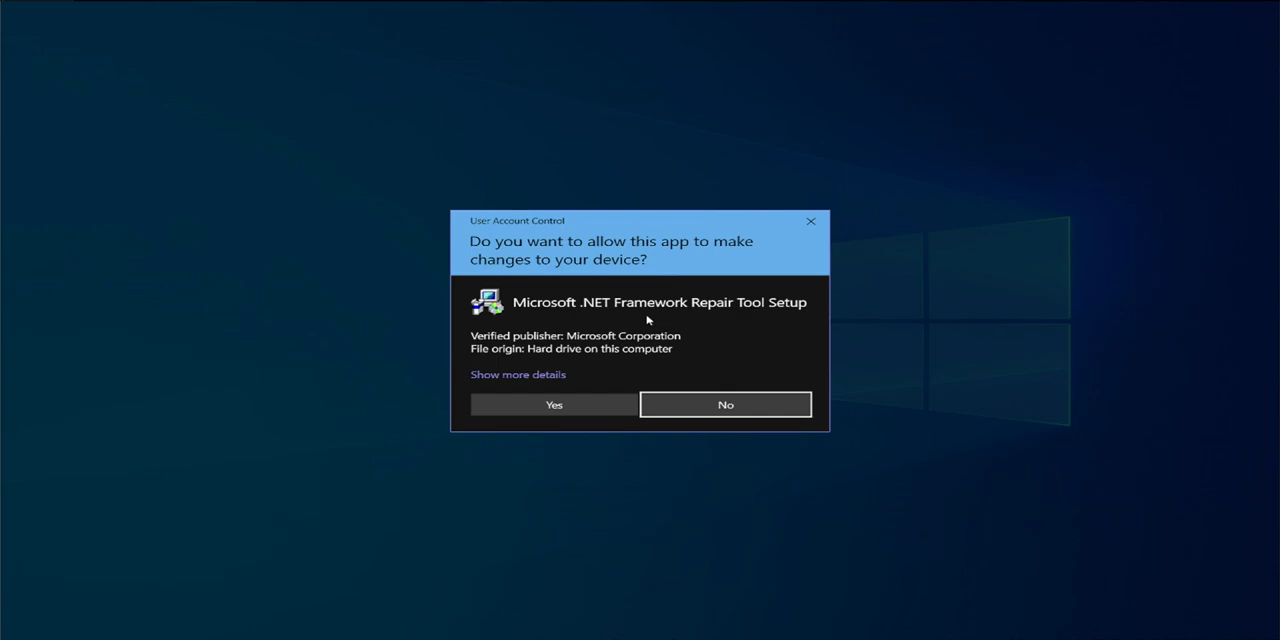 User Account Control
Do you want to allow this app to make
changes to your device?
Microsoft .NET Framework Repair Tool Setup
Verified publisher: Microsoft Corporation
File origin: Hard drive on this computer
Show more details
Yes
No